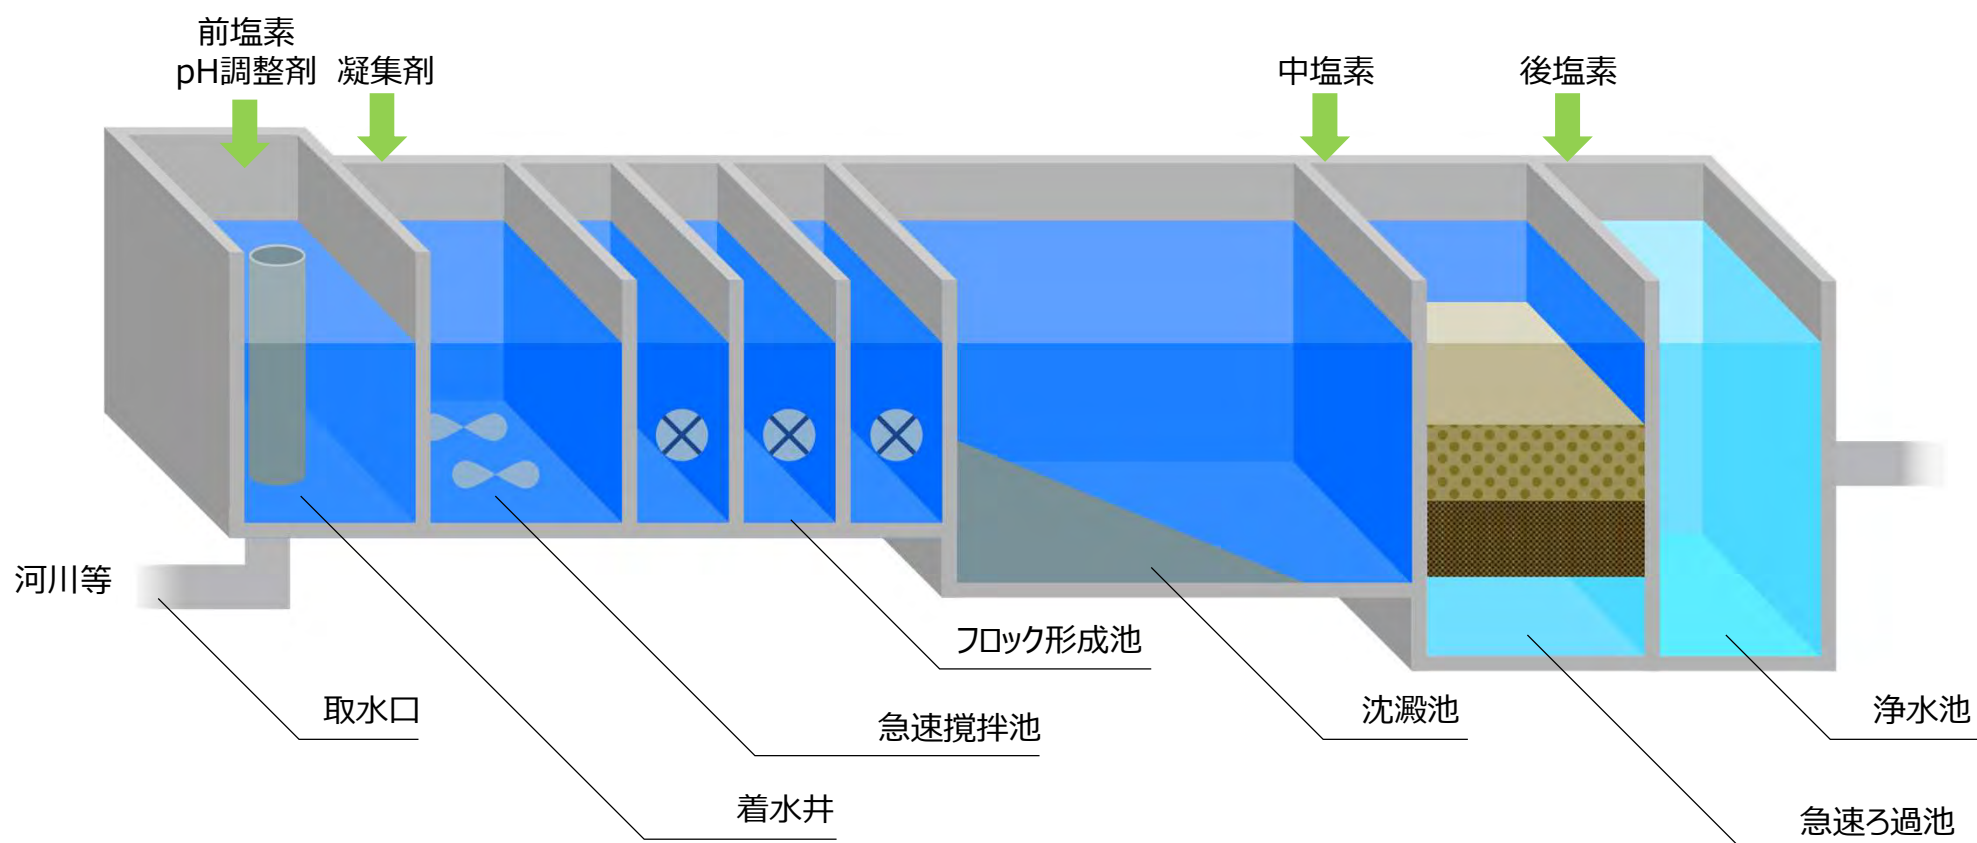 前塩素
pH調整剤
凝集剤
中塩素
後塩素
河川等
フロック形成池
取水口
急速撹拌池
沈澱池
浄水池
着水井
急速ろ過池